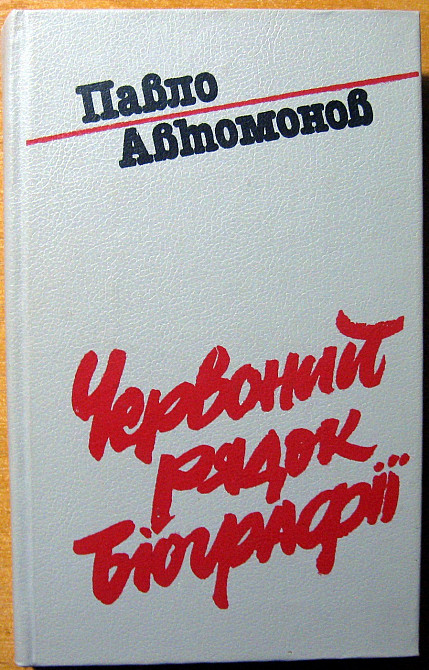 Павло
Автомонов
Червоний
рядок
біографії